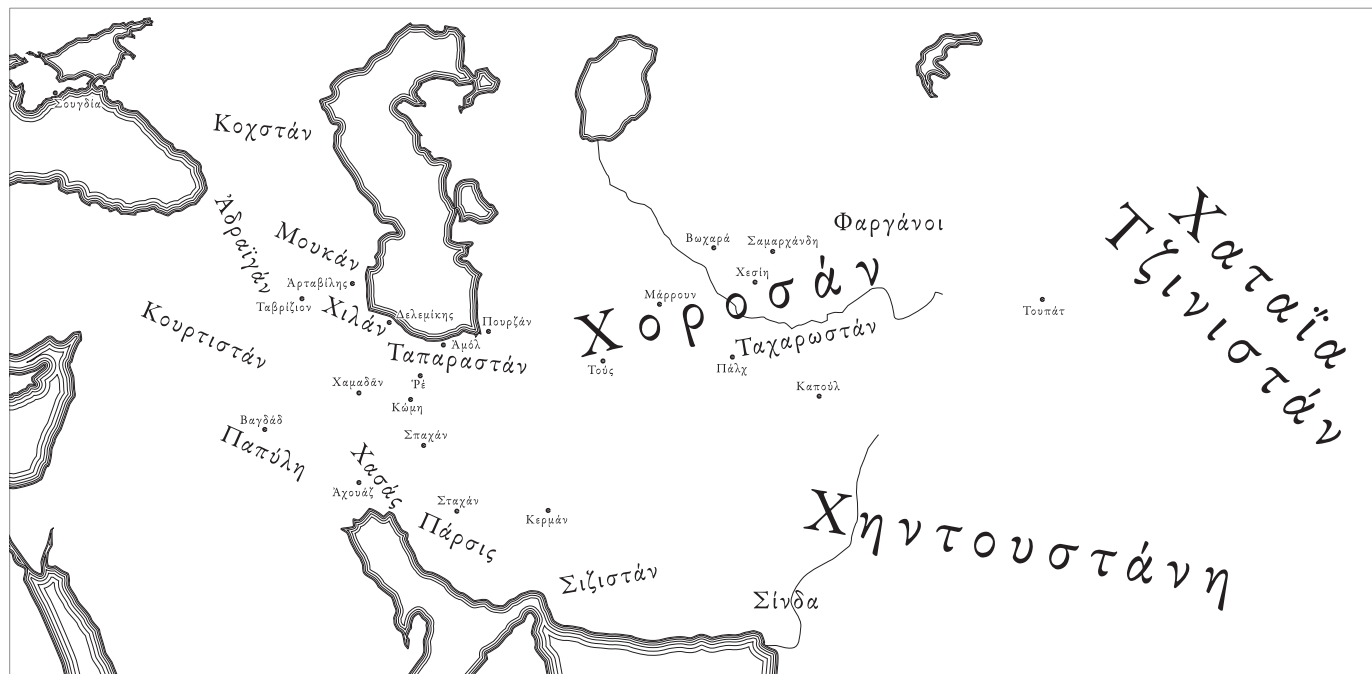 Σουγδία
Κοχστάν
Ἀδραϊγάν
Μουκάν
Ἀρταβίλης
Ταβρίζιον
Χιλάν
Δελεμίκης
Πουρζάν
Ἀμόλ
Ταπαραστάν
Κουρτιστάν
Χαμαδᾶν
Ῥέ
Κώμη
Βαγδάδ
Παπύλη
Σπαχάν
Χασάς
Ἀχουάζ
Σταχάν
Πάρσις
Κερμάν
Σιζιστάν
Φαργάνοι
Βωχαρά
Σαμαρχάνδη
Χεσίη
Μάρρουν
Χοροσάν
Ταχαρωστάν
Τούς
Πάλχ
Καπούλ
Τουπάτ
Χαταΐα
Τζινιστάν
Χηντουστάνη
Σίνδα